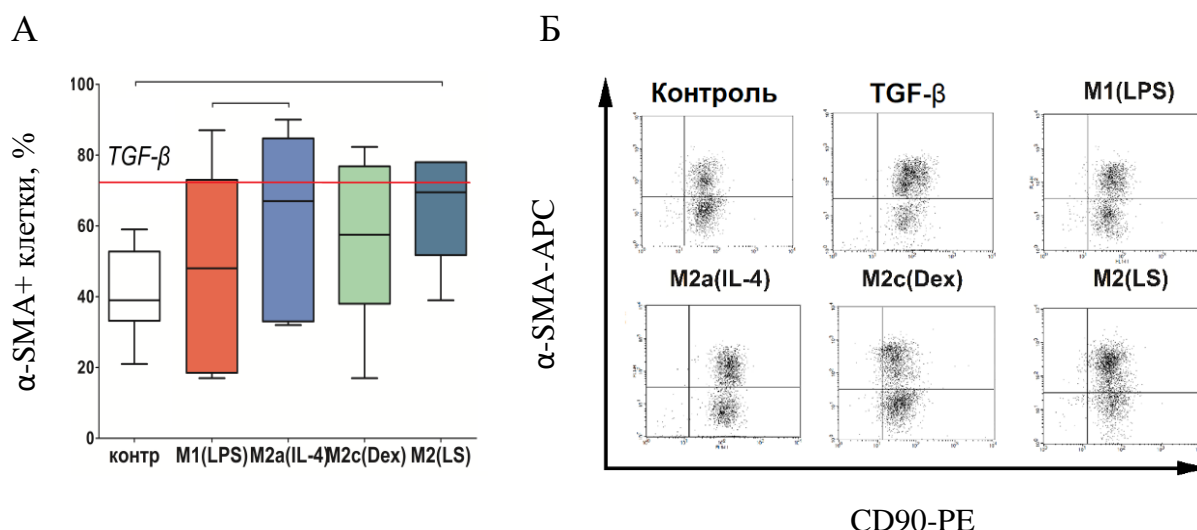 А
Б
100
80
60
40
20
0
α-SMA+ клетки, %
TGF-β
контр
M1(LPS)
M2a(IL-4)
M2c(Dex)
M2(LS)
Контроль
TGF-β
M1(LPS)
M2a(IL-4)
M2c(Dex)
M2(LS)
α-SMA-APC
CD90-PE